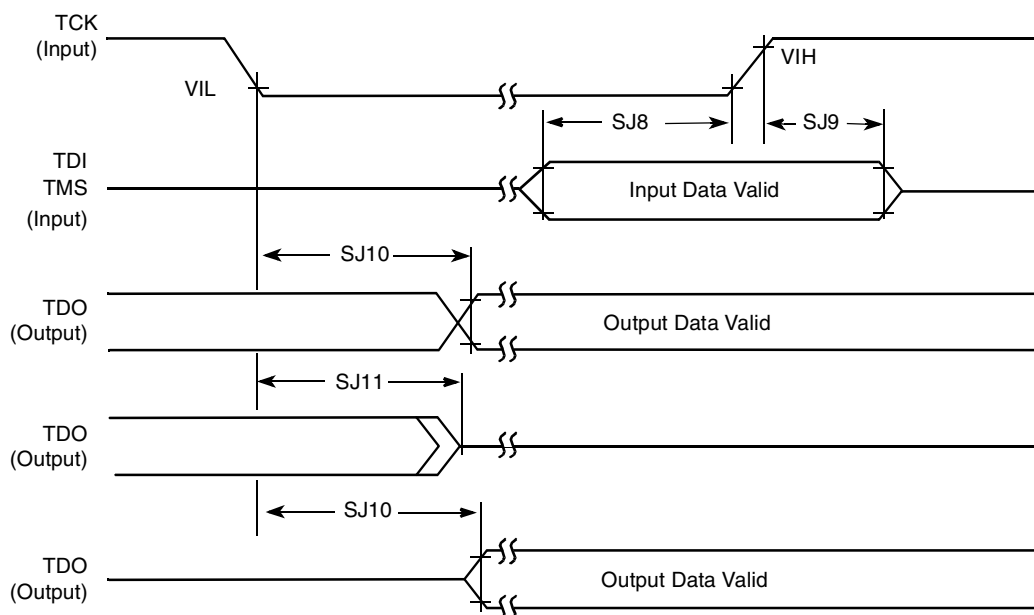 TCK
(Input)
VIL
VIH
SJ8
SJ9
TDI
TMS
(Input)
Input Data Valid
SJ10
TDO
(Output)
Output Data Valid
SJ11
TDO
(Output)
SJ10
TDO
(Output)
Output Data Valid